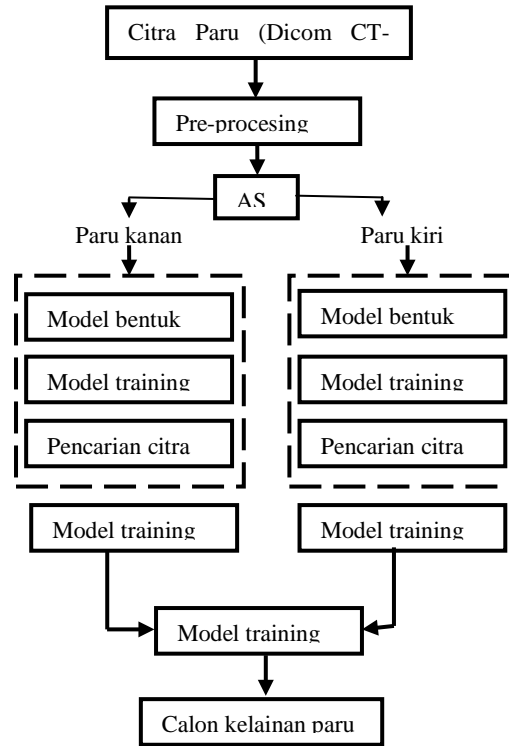 Citra Paru (Dicom CT-
Pre-procesing
AS
Paru kanan
Paru kiri
Model bentuk
Model training
Pencarian citra
Model bentuk
Model training
Pencarian citra
Model training
Model training
Model training
Calon kelainan paru